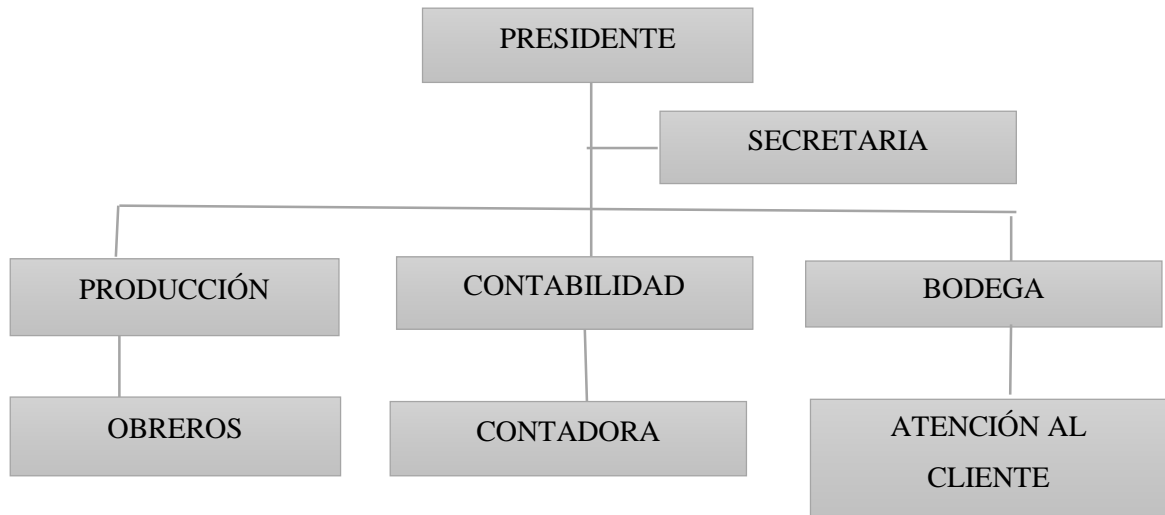 PRESIDENTE
SECRETARIA
PRODUCCIÓN
CONTABILIDAD
BODEGA
OBREROS
CONTADORA
ATENCIÓN AL
CLIENTE